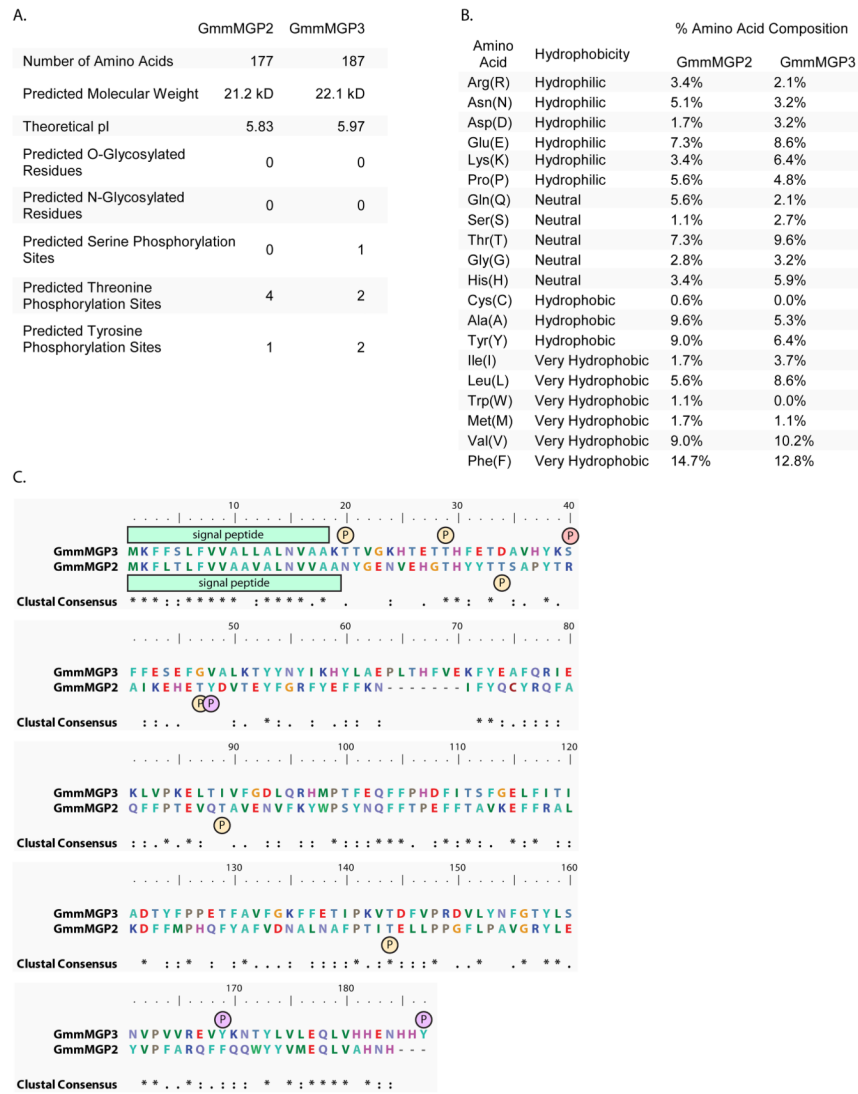 A.
GmmMGP2 GmmMGP3
Number of Amino Acids 177 187
Predicted Molecular Weight 21.2 kD 22.1 kD
Theoretical pI 5.83 5.97
Predicted O-Glycosylated
Residues 0 0
Predicted N-Glycosylated
Residues 0 0
Predicted Serine Phosphorylation
Sites 0 1
Predicted Threonine
Phosphorylation Sites 4 2
Predicted Tyrosine
Phosphorylation Sites 1 2
B.
% Amino Acid Composition
Amino
Acid Hydrophobicity GmmMGP2 GmmMGP3
Arg(R) Hydrophilic 3.4% 2.1%
Asn(N) Hydrophilic 5.1% 3.2%
Asp(D) Hydrophilic 1.7% 3.2%
Glu(E) Hydrophilic 7.3% 8.6%
Lys(K) Hydrophilic 3.4% 6.4%
Pro(P) Hydrophilic 5.6% 4.8%
Gln(Q) Neutral 5.6% 2.1%
Ser(S) Neutral 1.1% 2.7%
Thr(T) Neutral 7.3% 9.6%
Gly(G) Neutral 2.8% 3.2%
His(H) Neutral 3.4% 5.9%
Cys(C) Hydrophobic 0.6% 0.0%
Ala(A) Hydrophobic 9.6% 5.3%
Tyr(Y) Hydrophobic 9.0% 6.4%
Ile(I) Very Hydrophobic 1.7% 3.7%
Leu(L) Very Hydrophobic 5.6% 8.6%
Trp(W) Very Hydrophobic 1.1% 0.0%
Met(M) Very Hydrophobic 1.7% 1.1%
Val(V) Very Hydrophobic 9.0% 10.2%
Phe(F) Very Hydrophobic 14.7% 12.8%
C.
10 20 30 40
signal peptide P P P
GmmMGP3 MKFFSLFVVALLALNVAAKTTVGKHTETTHFETDAVHYKS
GmmMGP2 MKFLTLFVVAAVALNVVAANYGENVEHGTHYYTTSAPYTR
signal peptide P
Clustal Consensus ***::***** :****.* . : .** :.. :. *.
50 60 70 80
GmmMGP3 FFESEFGVALKTYYNYIKHYLAEPLTHFVEKFYEAFQRIE
GmmMGP2 AIKEHETYDVTEYFGRFYEFFKN-------IFYQCYRQFA
P P
Clustal Consensus ::.. :. *:. : :: : **:.::::
90 100 110 120
GmmMGP3 KLVPKELTIVFGDLQRHMPTFEQFFPHDFITSFGELFITI
GmmMGP2 QFFPTEVQTAVENVFKYWPSYNQFFTPEFFTAVKEFFRAL
P
Clustal Consensus ::.*.*: .. :: :: *:::***. :*:*:. *:* ::
130 140 150 160
GmmMGP3 ADTYFPPETFAVFGKFFETIPKVTDFVPRDVLYNFGTYLS
GmmMGP2 KDFFMPHQFYAFVDNALNAFPTITELLPPGFLPAVGRYLE
P
Clustal Consensus * ::* : :*...: :::*.:*:::* .* .* **.
170 180
P P
GmmMGP3 NVPVVREVYKNTYLVLEQLVHHENHHY
GmmMGP2 YVPFARQFFQQWYYVMEQLVAHNH---
Clustal Consensus **..*:.::: * *:**** *::